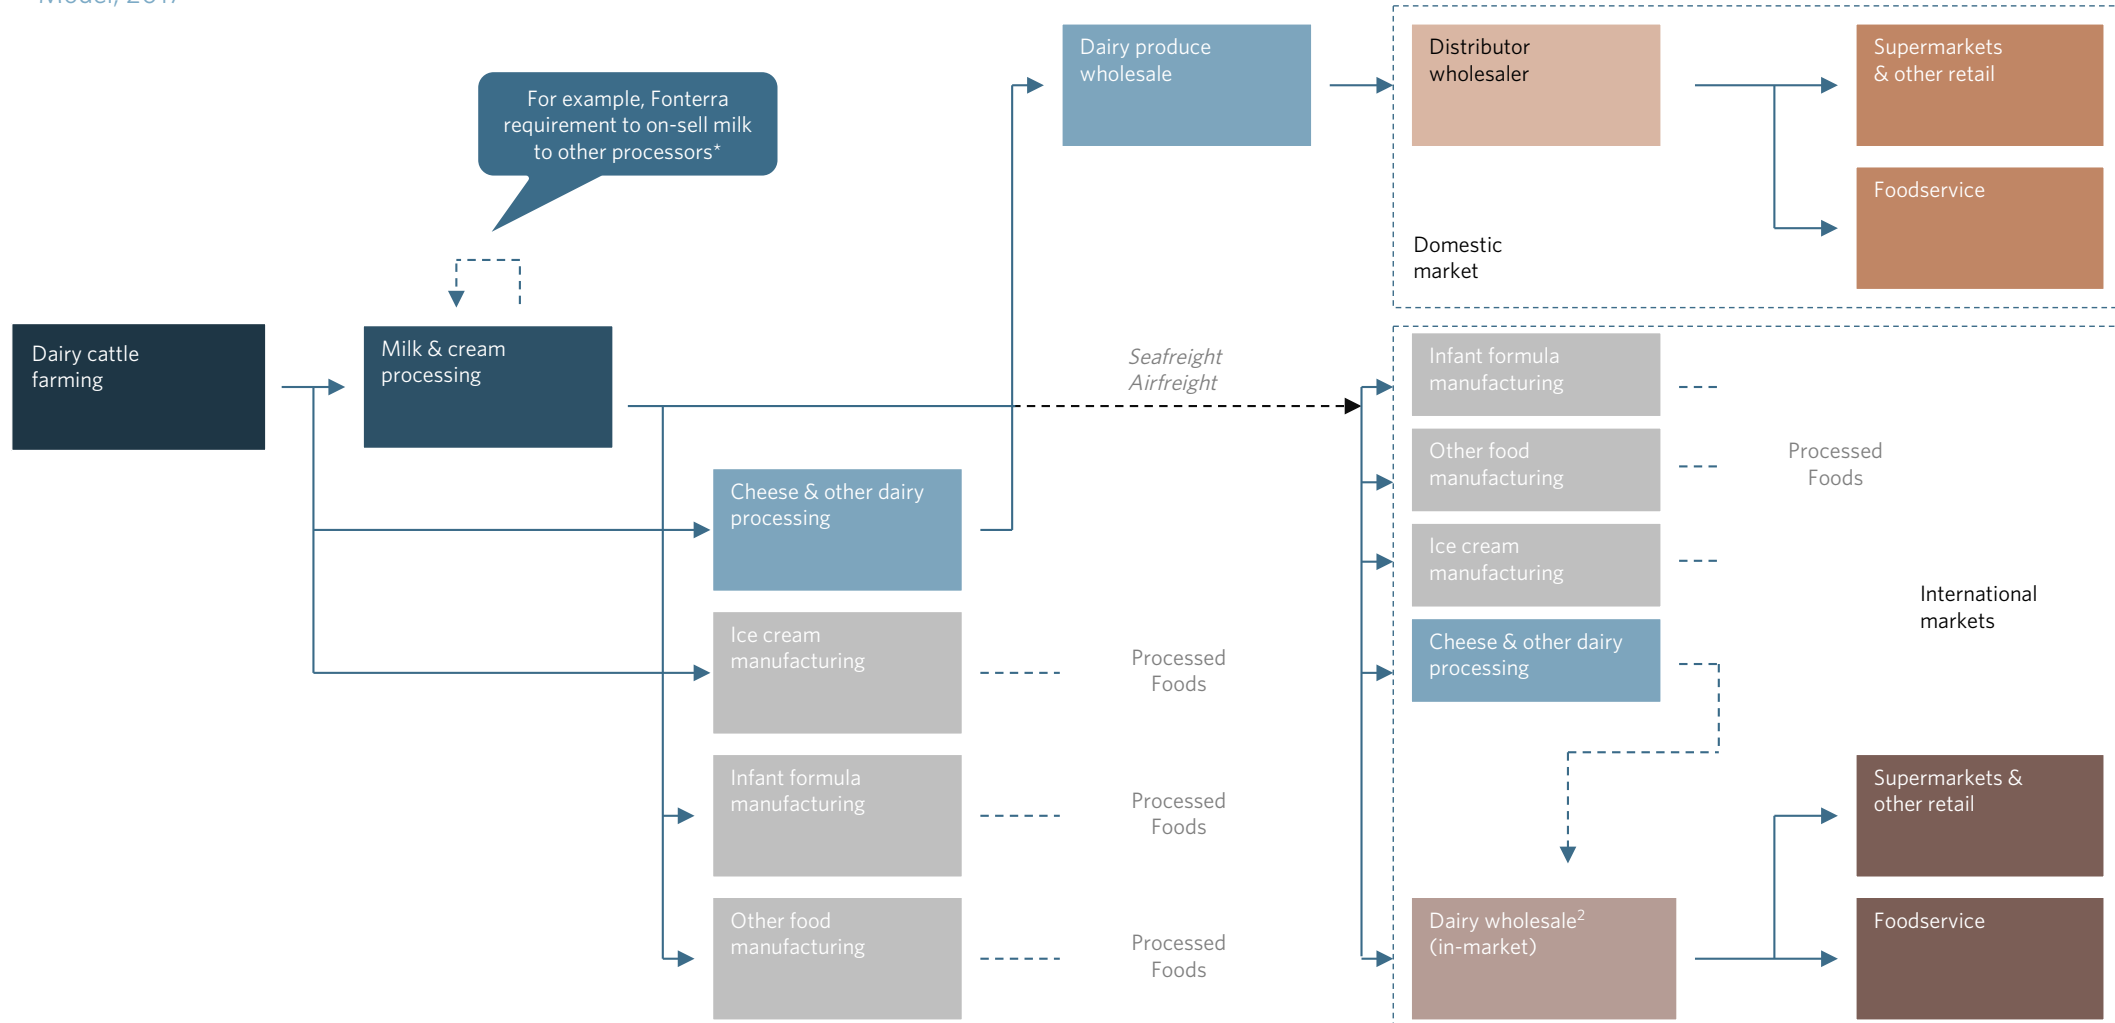 Model, 2017
Dairy produce
wholesale
Distributor
wholesaler
Supermarkets
& other retail
For example, Fonterra
requirement to on-sell milk
to other processors*
Foodservice
Domestic
market
Dairy cattle
farming
Milk & cream
processing
Seafreight
Airfreight
Infant formula
manufacturing
Other food
manufacturing
Processed
Foods
Cheese & other dairy
processing
Ice cream
manufacturing
International
markets
Ice cream
manufacturing
Processed
Foods
Cheese & other dairy
processing
Infant formula
manufacturing
Processed
Foods
Supermarkets &
other retail
Other food
manufacturing
Processed
Foods
Dairy wholesale²
(in-market)
Foodservice